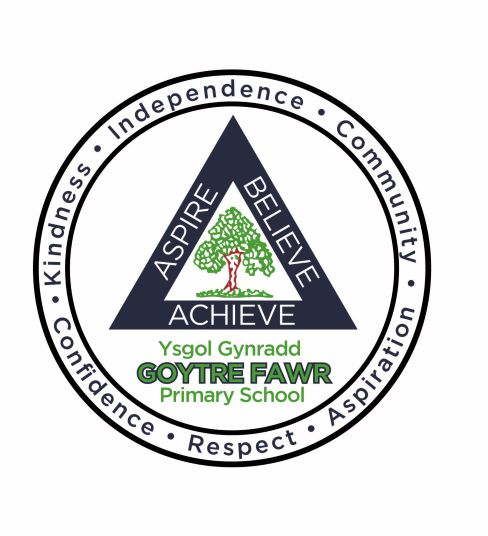 Kindness • Independence • Community • Aspiration • Respect • Confidence •
ASPIRE
BELIEVE
ACHIEVE
Ysgol Gynradd
GOYTRE FAWR
Primary School